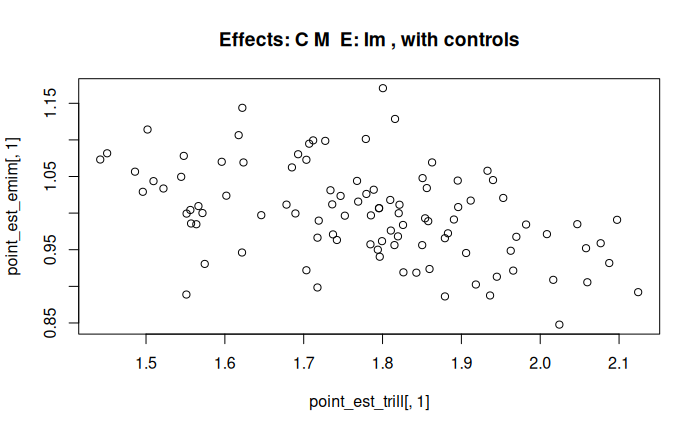 Effects: C M  E: Im , with controls
point_est_emim[, 1]
1.15
1.05
0.95
0.85
1.5 1.6 1.7 1.8 1.9 2.0 2.1
point_est_trill[, 1]